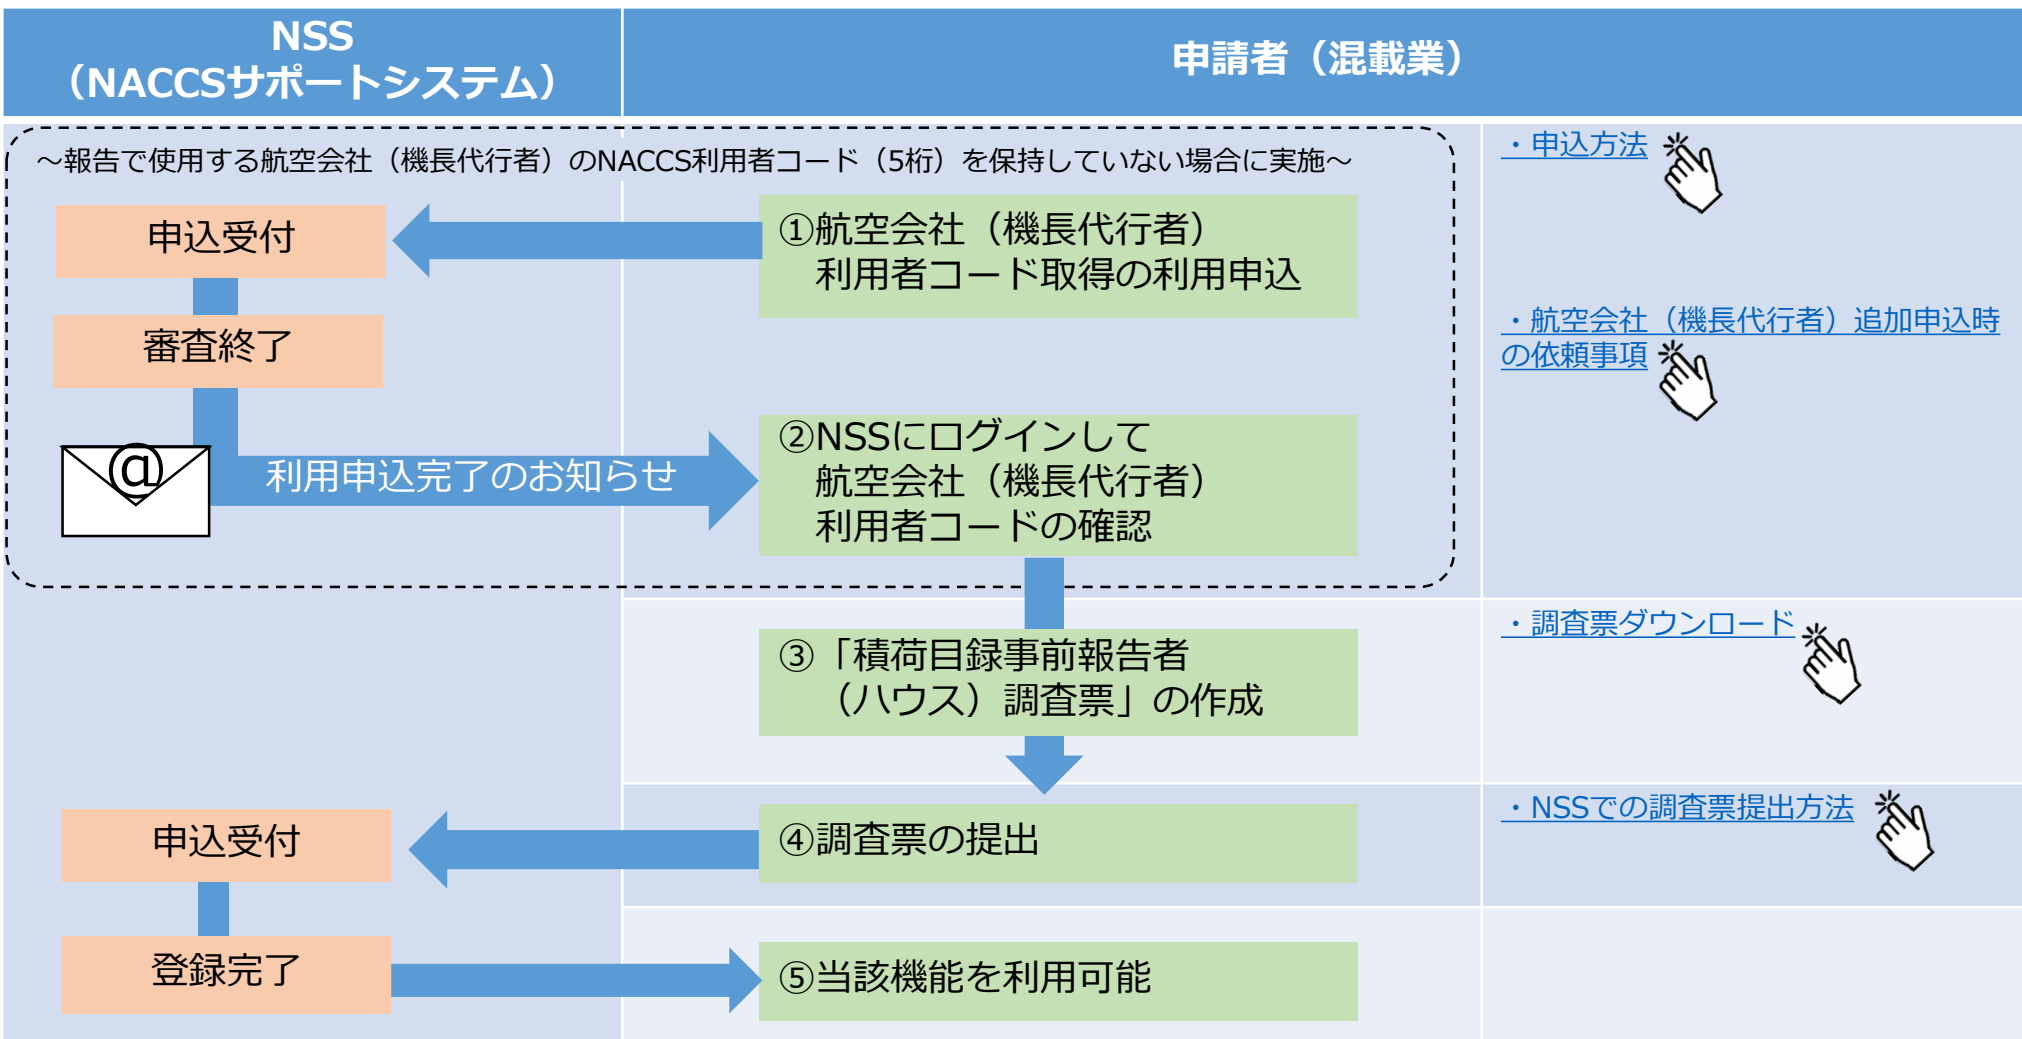 NSS
（NACCSサポートシステム）
申請者（混載業）
～報告で使用する航空会社（機長代行者）のNACCS利用者コード（5桁）を保持していない場合に実施～
・申込方法
申込受付
①航空会社（機長代行者）
利用者コード取得の利用申込
審査終了
・航空会社（機長代行者）追加申込時
の依頼事項
@
利用申込完了のお知らせ
②NSSにログインして
航空会社（機長代行者）
利用者コードの確認
③「積荷目録事前報告者
（ハウス）調査票」の作成
・調査票ダウンロード
申込受付
④調査票の提出
・NSSでの調査票提出方法
登録完了
⑤当該機能を利用可能